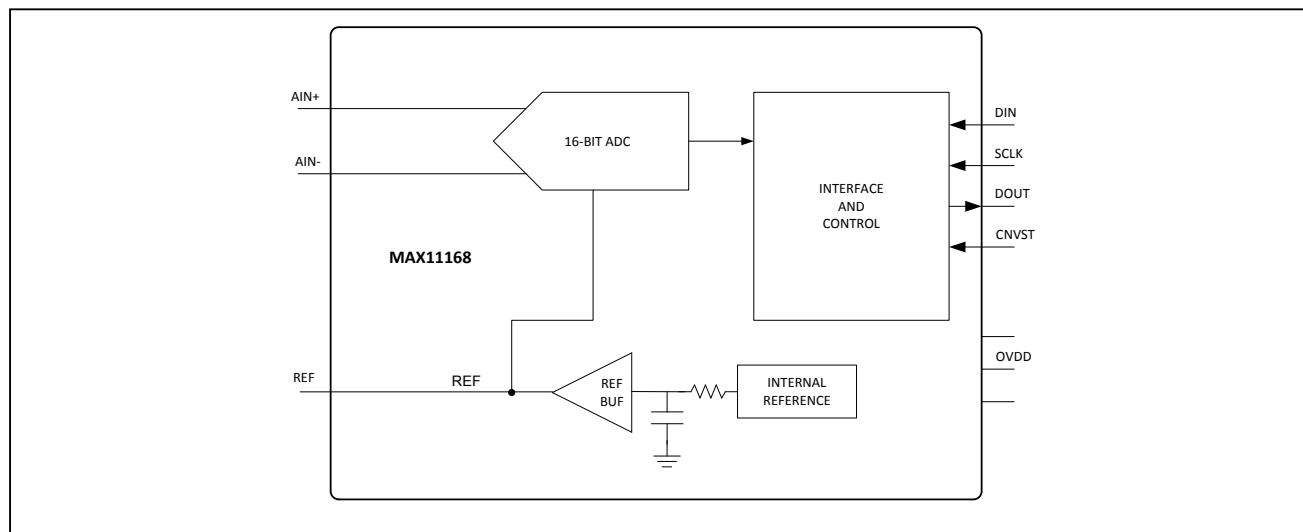 AIN+
AIN-
16-BIT ADC
INTERFACE
AND
CONTROL
DIN
SCLK
DOUT
CNVST
MAX11168
OVDD
REF
REF
REF
BUF
INTERNAL
REFERENCE